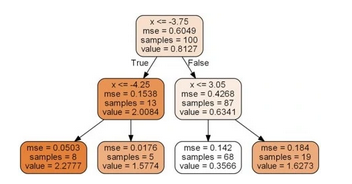 x <= -3.75
mse = 0.6049
samples = 100
value = 0.8127
True
False
x <= -4.25
mse = 0.1538
samples = 13
value = 2.0084
x <= 3.05
mse = 0.4268
samples = 87
value = 0.6341
mse = 0.0503
samples = 8
value = 2.2777
mse = 0.0176
samples = 5
value = 1.5774
mse = 0.142
samples = 68
value = 0.3566
mse = 0.184
samples = 19
value = 1.6273